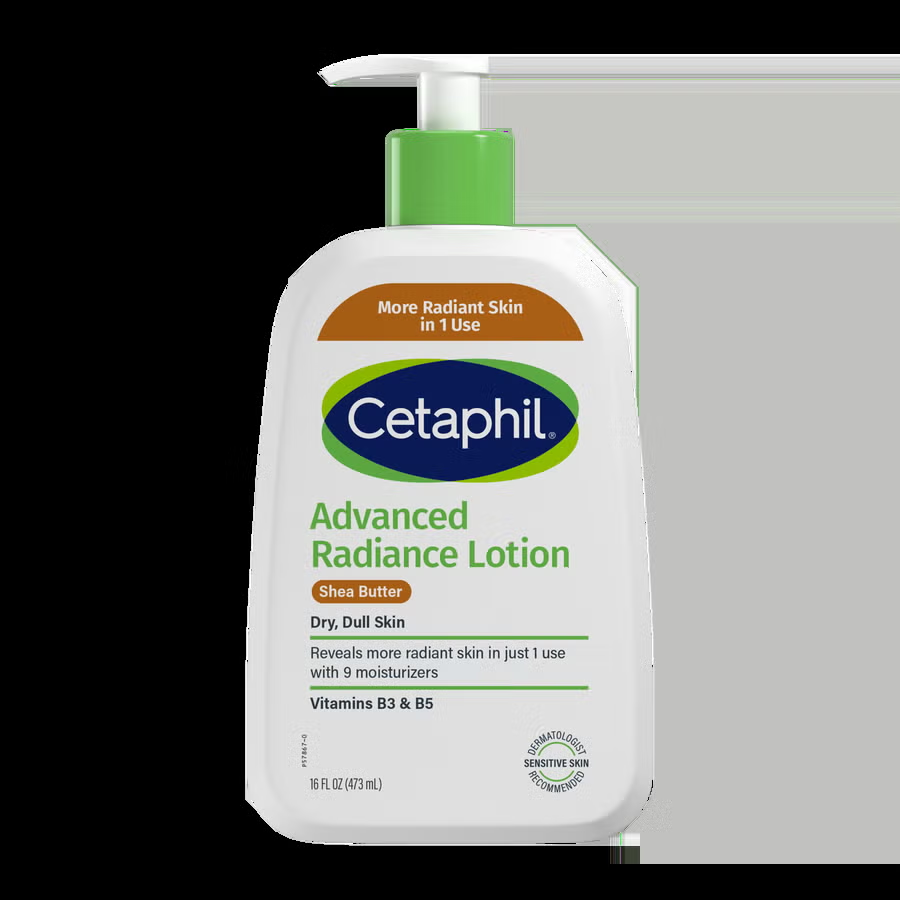 More Radiant Skin
in 1 Use
Cetaphil®
Advanced
Radiance Lotion
Shea Butter
Dry, Dull Skin
Reveals more radiant skin in just 1 use
with 9 moisturizers
Vitamins B3 & B5
P57867-0
16 FL OZ (473 mL)
DERMATOLOGIST
SENSITIVE SKIN
RECOMMENDED